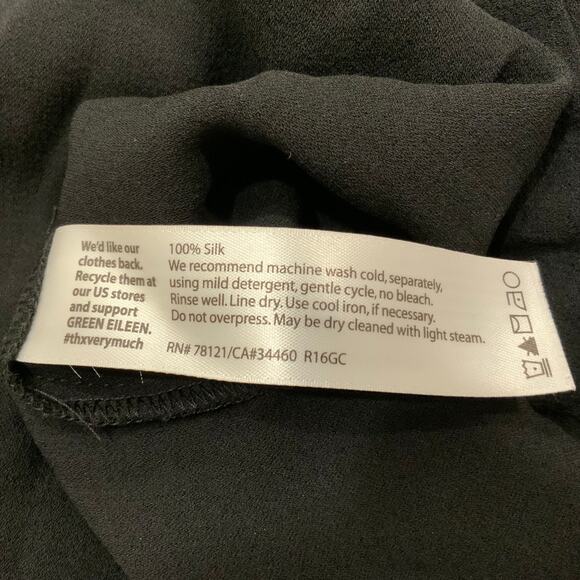 We'd like our
clothes back.
Recycle them at
our US stores
and support
GREEN EILEEN.
#thxverymuch
100% Silk
We recommend machine wash cold, separately,
using mild detergent, gentle cycle, no bleach.
Rinse well. Line dry. Use cool iron, if necessary.
Do not overpress. May be dry cleaned with light steam.
RN# 78121/CA#34460 R16GC